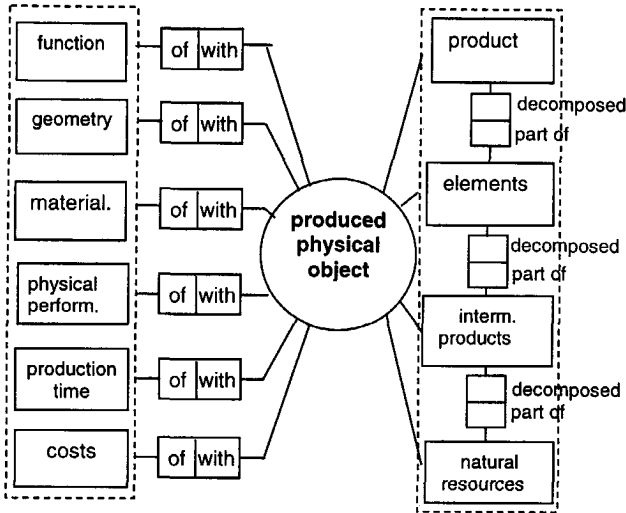 function
of with
geometry
of with
material.
of with
physical
perform.
of with
production
time
of with
costs
of with
produced
physical
object
product
decomposed
part of
elements
decomposed
part of
interm.
products
decomposed
part of
natural
resources